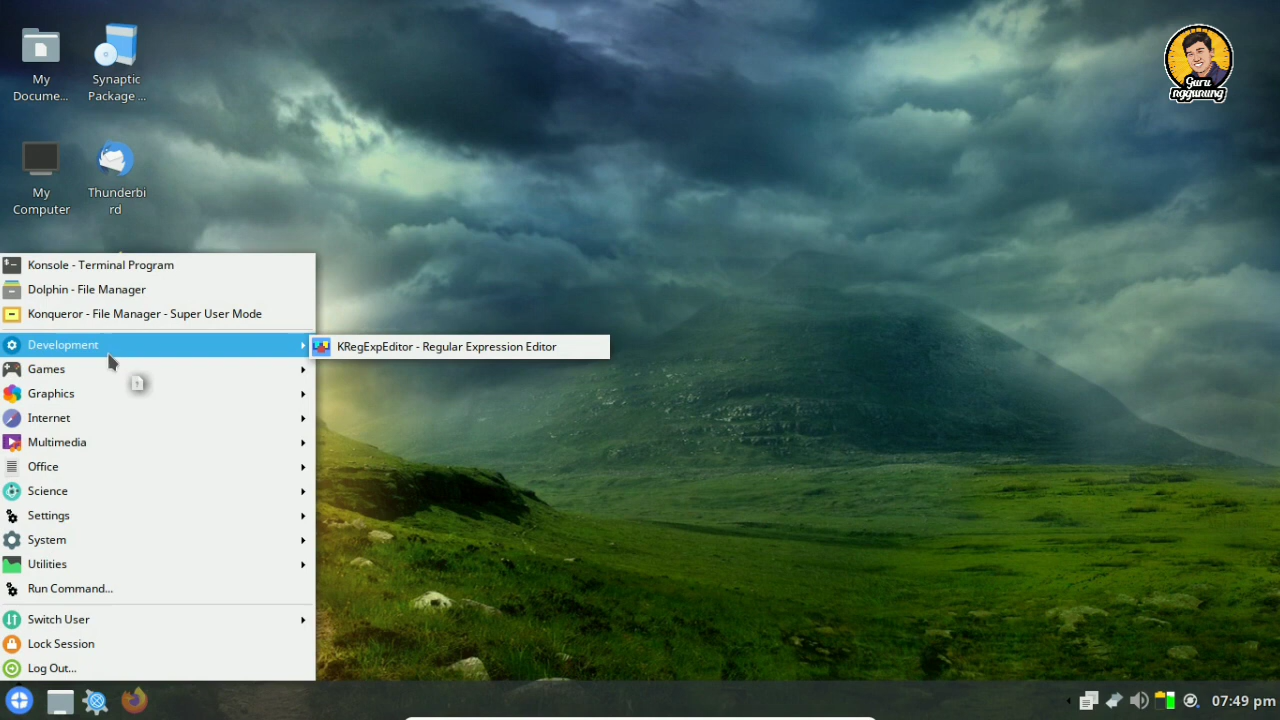 My
Docume...
Synaptic
Package ...
Guru
nggunung
My
Computer
Thunderbi
rd
Konsole - Terminal Program
Dolphin - File Manager
Konqueror - File Manager - Super User Mode
Development
KRegExpEditor - Regular Expression Editor
Games
Graphics
Internet
Multimedia
Office
Science
Settings
System
Utilities
Run Command...
Switch User
Lock Session
Log Out...
07:49 pm